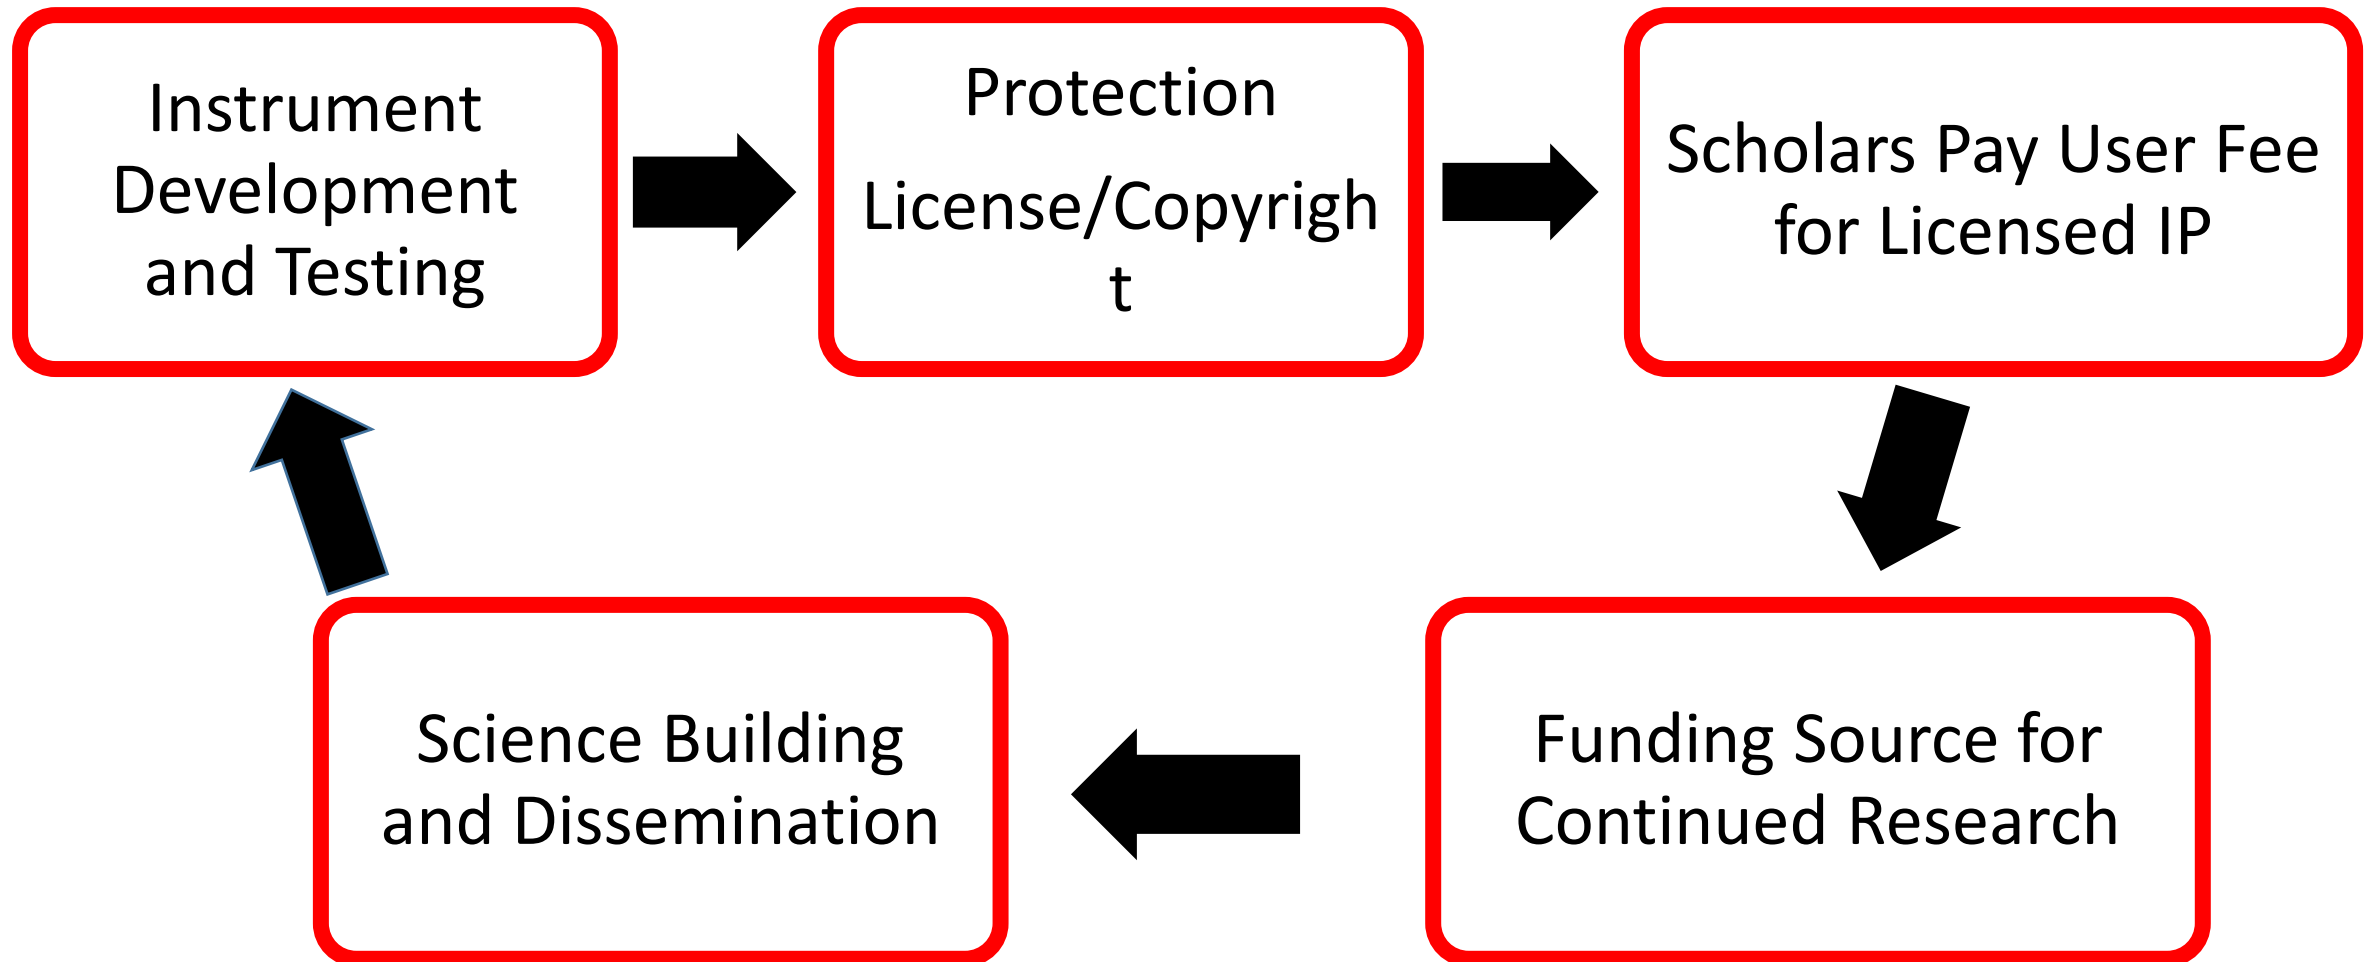 Instrument
Development
and Testing
Protection
License/Copyrigh
t
Scholars Pay User Fee
for Licensed IP
Funding Source for
Continued Research
Science Building
and Dissemination